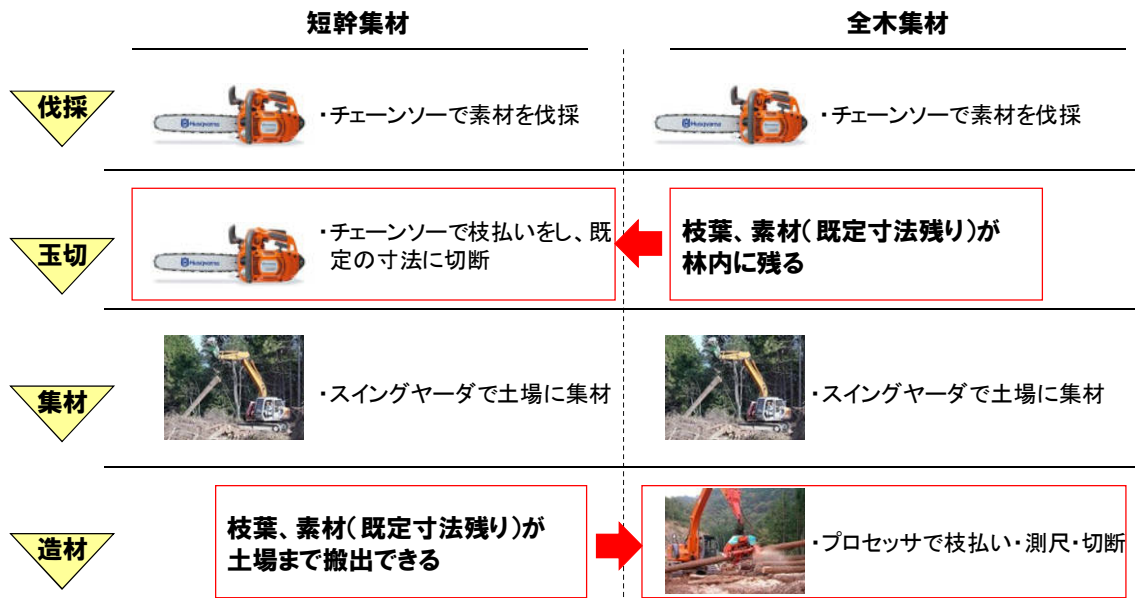 短幹集材
全木集材
伐採
Husqvarna
・チェーンソーで素材を伐採
Husqvarna
・チェーンソーで素材を伐採
玉切
Husqvarna
・チェーンソーで枝払いをし、既
定の寸法に切断
枝葉、素材(既定寸法残り)が
林内に残る
集材
・スイングヤーダで土場に集材
・スイングヤーダで土場に集材
造材
枝葉、素材(既定寸法残り)が
土場まで搬出できる
・プロセッサで枝払い・測尺・切断